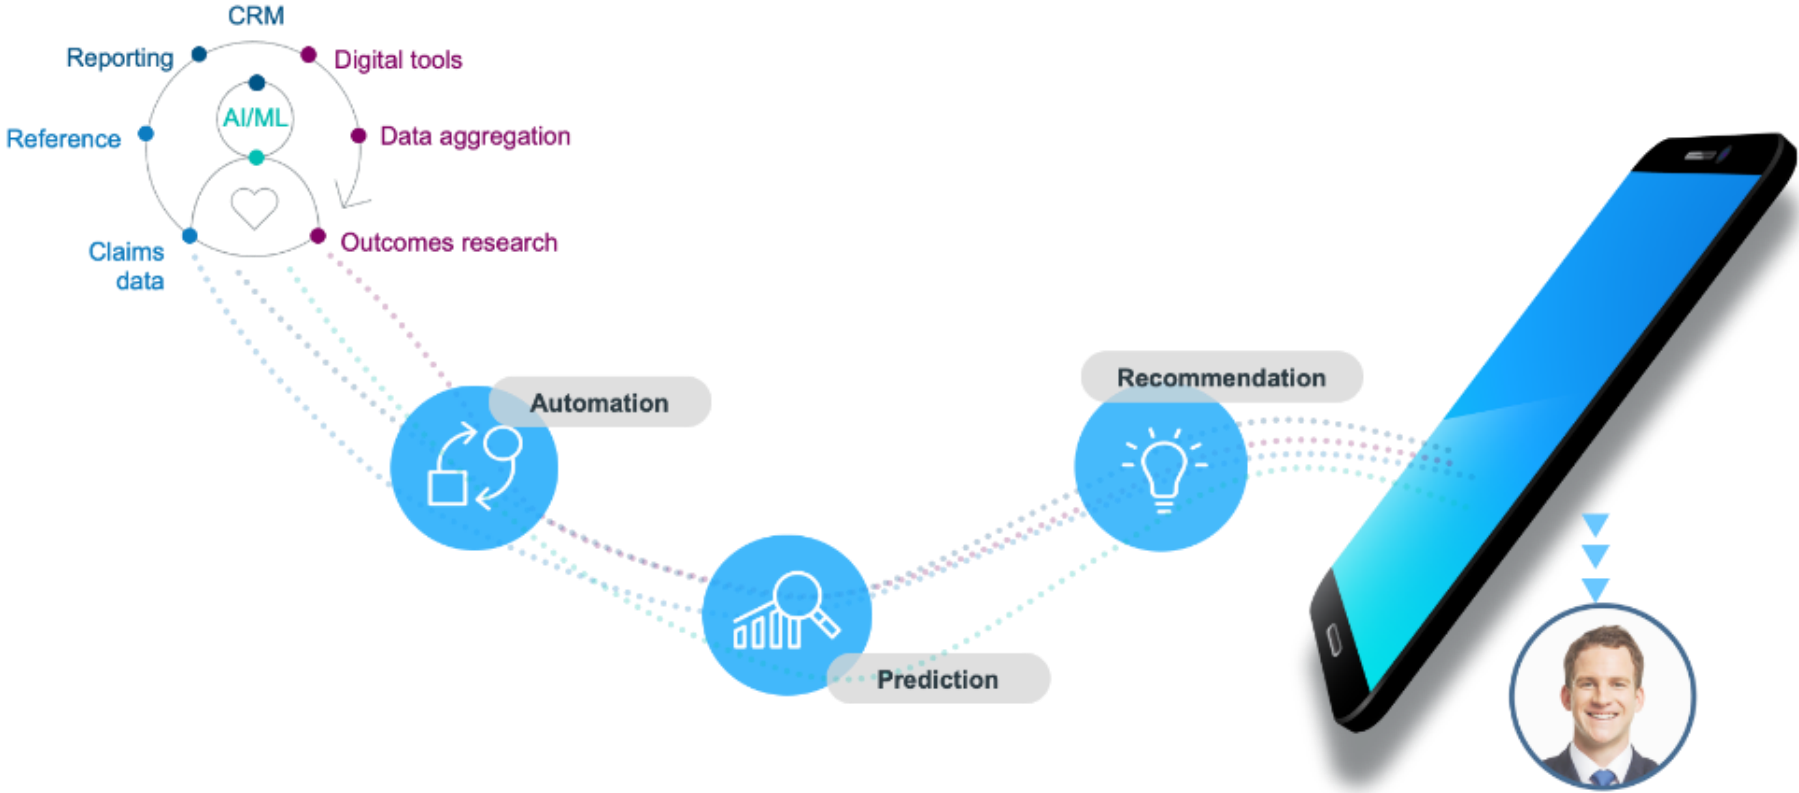 CRM
Reporting
Digital tools
AI/ML
Reference
Data aggregation
Claims
data
Outcomes research
Automation
Prediction
Recommendation